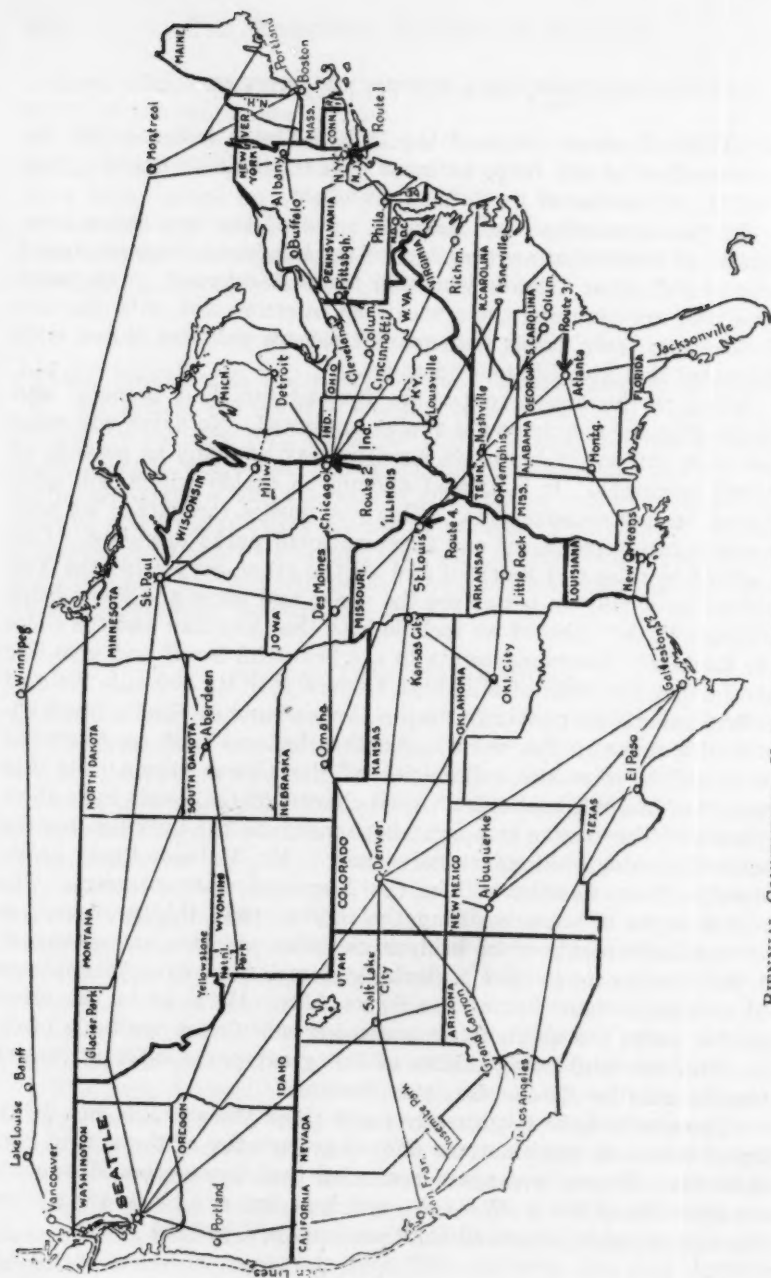 MAINE
Portland
Montreal
N.H.
VER.
Boston
MASS.
CONN.
NEW YORK
Albany
Route 1
N.Y.C.
N.J.
Buffal.
PENNSYLVANIA
Phila
Pittsbgh.
W.VA.
VIRGINIA
Richm.
N.CAROLINA
Asheville
S.CAROLINA
Colum.
GEORGIA
Route 3.
Atlanta
Jacksonville
FLORIDA
MICH.
Detroit
OHIO
Cleveland
Colum.
Cincinnatti
KY.
Louisville
IND.
Ind.
Nashville
TENN.
Memphis
ALABAMA
Montg.
MISS.
WISCONSIN
Milw.
Chicago
Route 2.
ILLINOIS
St.Louis
Route 4.
ARKANSAS
Little Rock
LOUISIANA
New Orleans
Winnipeg
MINNESOTA
St.Paul
IOWA
Des Moines
MISSOURI.
Kansas City
Okl. City
OKLAHOMA
Galveston
NORTH DAKOTA
SOUTH DAKOTA
Aberdeen
NEBRASKA
Omaha
KANSAS
TEXAS
El Paso
MONTANA
Glacier Park
Yellowstone
Nat'nl.
Park
WYOMING
COLORADO
Denver
NEW MEXICO
Albuquerke
UTAH
Salt Lake
City
ARIZONA
Grand Canyon
Banff
Lake Louise
Vancouver
WASHINGTON
SEATTLE
OREGON
Portland
IDAHO
NEVADA
CALIFORNIA
Yosemite Park
San Fran.
Los Angeles